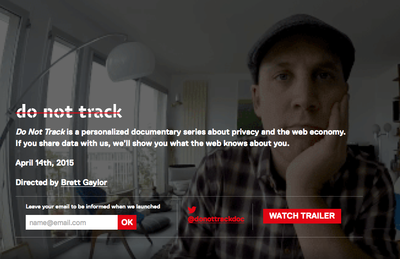 do not track
Do Not Track is a personalized documentary series about privacy and the web economy.
If you share data with us, we'll show you what the web knows about you.
April 14th, 2015
Directed by Brett Gaylor
Leave your email to be informed when we launched
name@email.com OK
@donottrackdoc
WATCH TRAILER